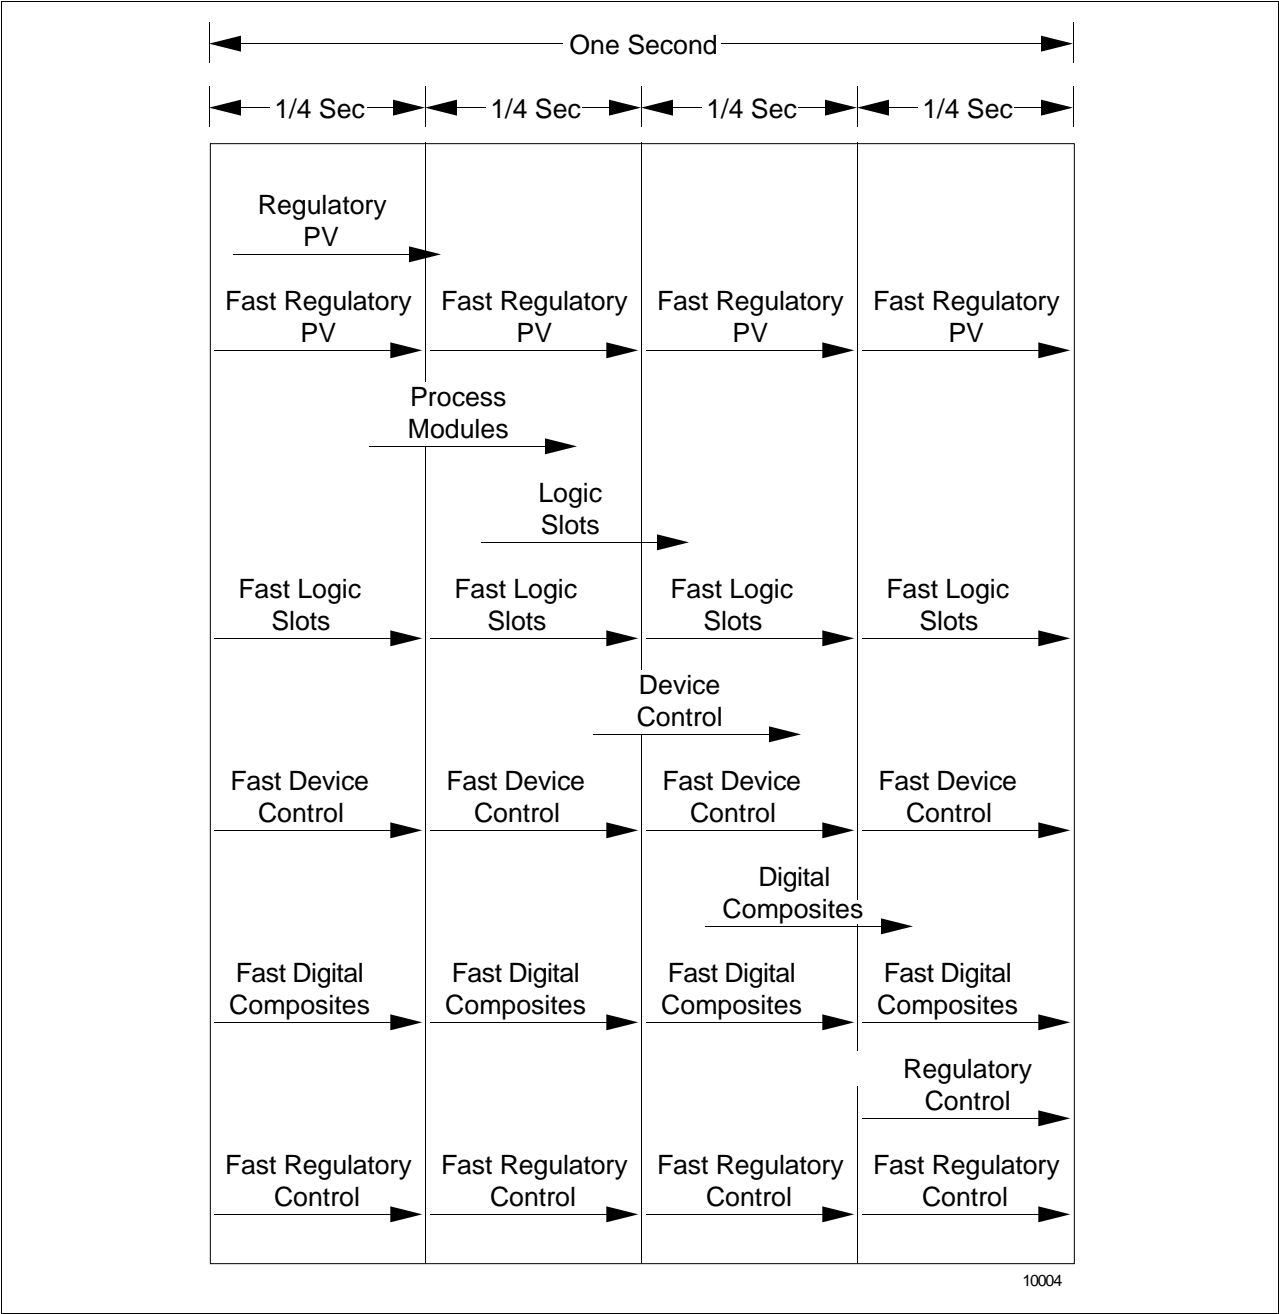 One Second
1/4 Sec 1/4 Sec 1/4 Sec 1/4 Sec
Regulatory
PV
Fast Regulatory Fast Regulatory Fast Regulatory Fast Regulatory
PV PV PV PV
Process
Modules
Logic
Slots
Fast Logic Fast Logic Fast Logic Fast Logic
Slots Slots Slots Slots
Device
Control
Fast Device Fast Device Fast Device Fast Device
Control Control Control Control
Digital
Composites
Fast Digital Fast Digital Fast Digital Fast Digital
Composites Composites Composites Composites
Regulatory
Control
Fast Regulatory Fast Regulatory Fast Regulatory Fast Regulatory
Control Control Control Control
10004